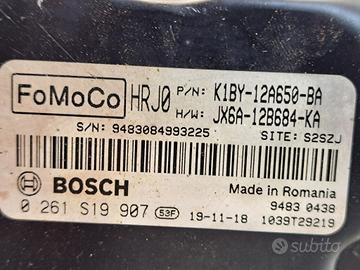 FoMoCo HRJ0 P/N: K1BY-12A650-BA
H/W: JX6A-12B684-KA
S/N: 9483084993225 SITE: S2SZJ
BOSCH Made in Romania
9483 0438
0 261 S19 907 53F 19-11-18 1039T29219
subito